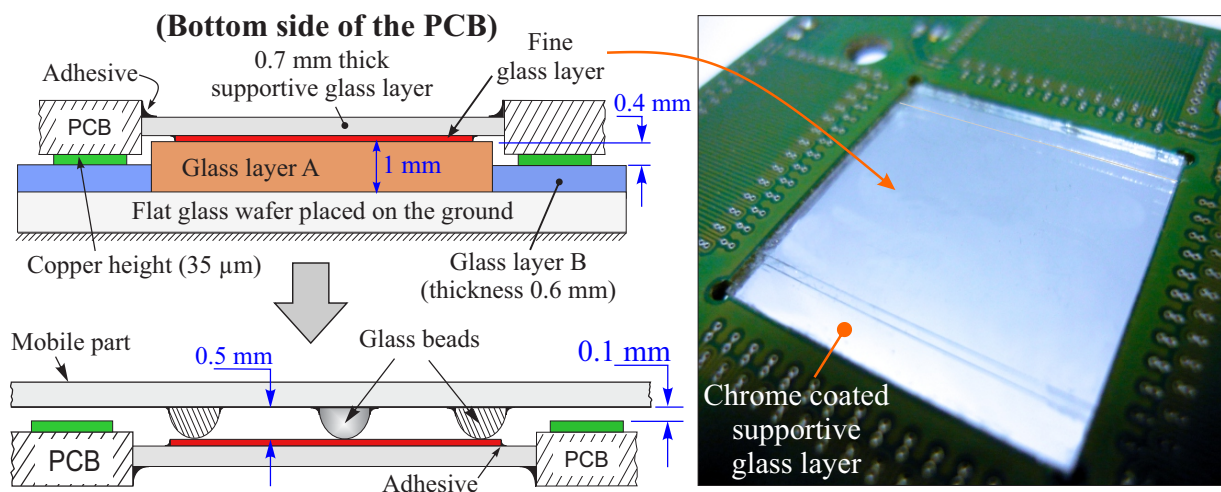 (Bottom side of the PCB)
Adhesive
0.7 mm thick
supportive glass layer
Fine
glass layer
0.4 mm
PCB
Glass layer A
1 mm
Flat glass wafer placed on the ground
Copper height (35 µm)
Glass layer B
(thickness 0.6 mm)
Mobile part
0.5 mm
Glass beads
0.1 mm
PCB
PCB
Adhesive
Chrome coated
supportive
glass layer